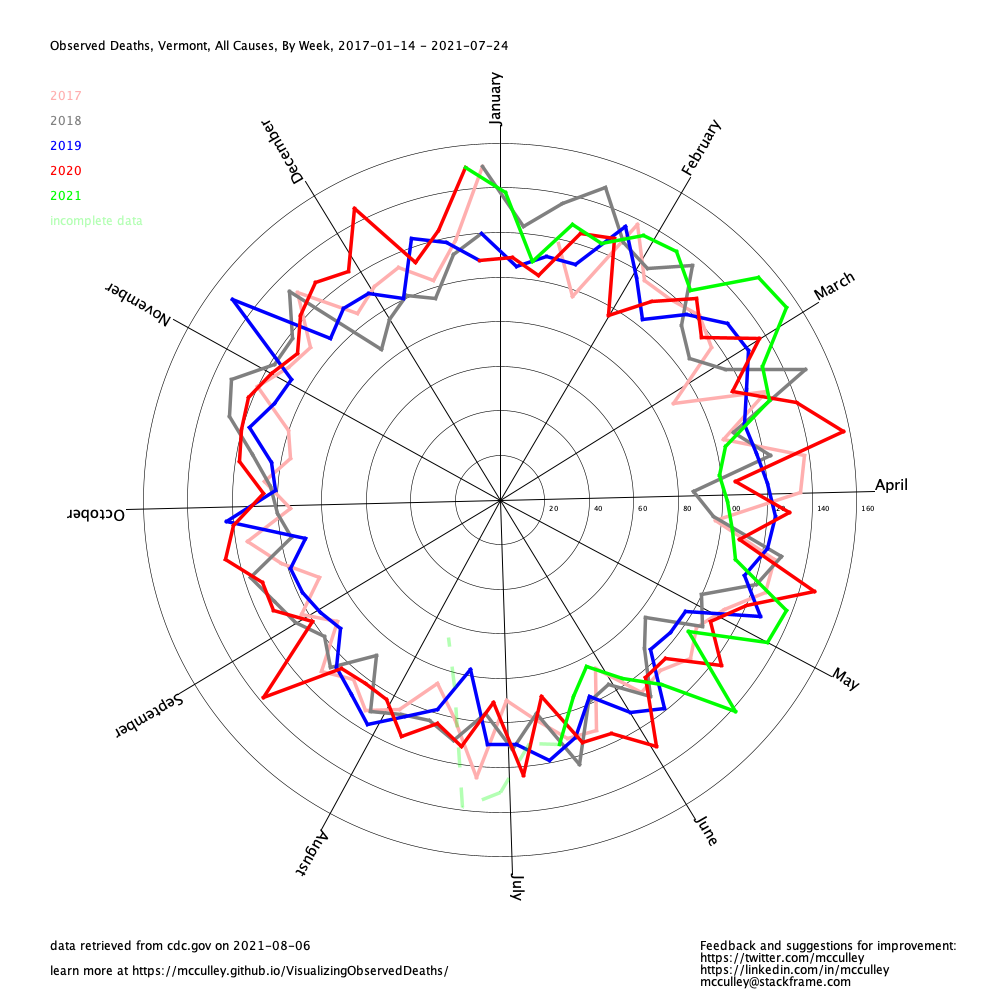 Observed Deaths, Vermont, All Causes, By Week, 2017-01-14 - 2021-07-24
2017
2018
2019
2020
2021
incomplete data
January
February
March
April
May
June
July
August
September
October
November
December
20
40
60
80
100
120
140
160
data retrieved from cdc.gov on 2021-08-06
learn more at https://mcculley.github.io/VisualizingObservedDeaths/
Feedback and suggestions for improvement:
https://twitter.com/mcculley
https://linkedin.com/in/mcculley
mcculley@stackframe.com